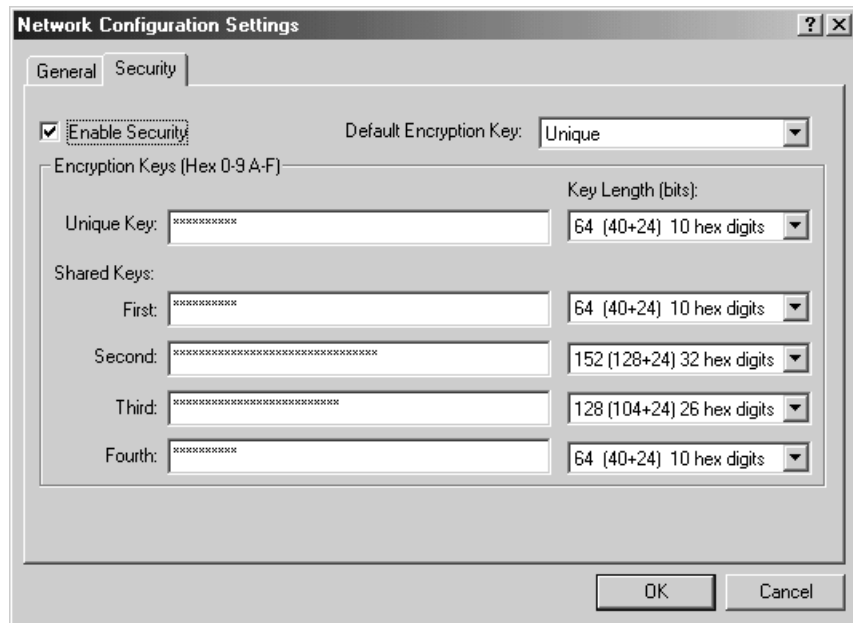 Network Configuration Settings
General Security
Enable Security Default Encryption Key: Unique
Encryption Keys (Hex 0-9 A-F)
Key Length (bits):
Unique Key: ********** 64 (40+24) 10 hex digits
Shared Keys:
First: ********** 64 (40+24) 10 hex digits
Second: ******************************** 152 (128+24) 32 hex digits
Third: ************************** 128 (104+24) 26 hex digits
Fourth: ********** 64 (40+24) 10 hex digits
OK Cancel